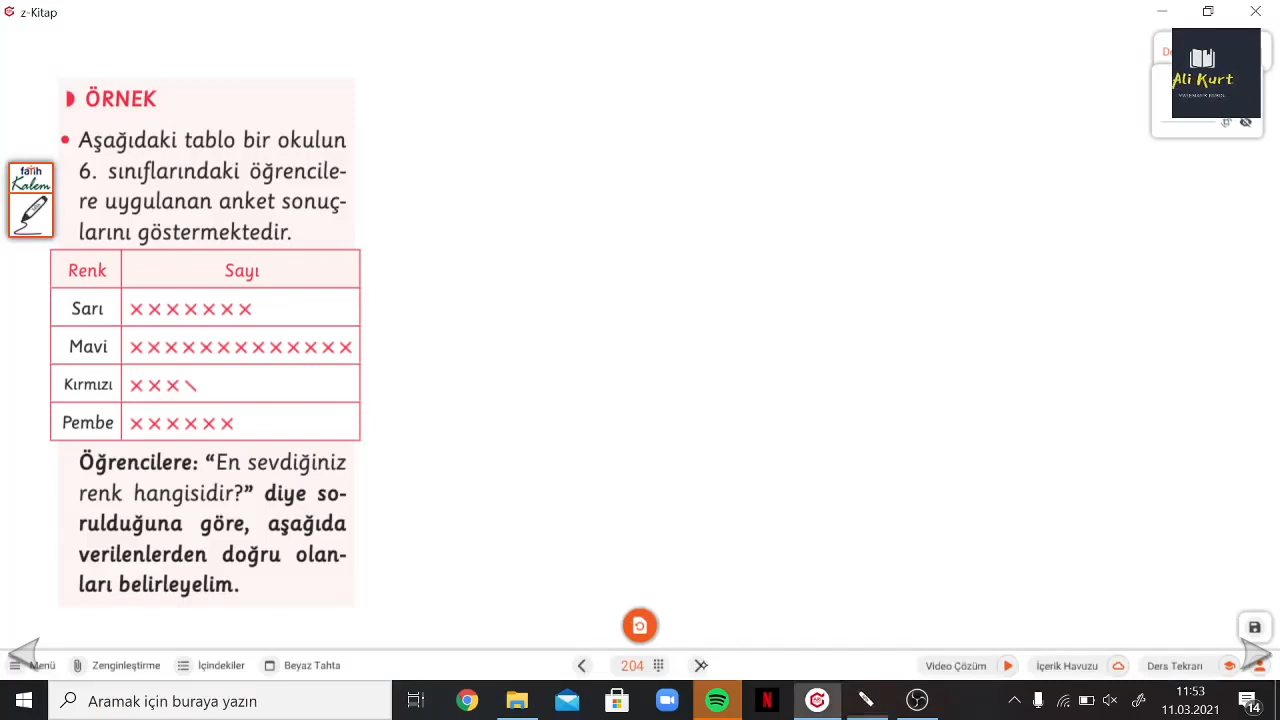 z-Kitap
Ali Kurt
ÖRNEK
Aşağıdaki tablo bir okulun
6. sınıflarındaki öğrencile-
re uygulanan anket sonuç-
larını göstermektedir.
fatih
Kalem
Renk Sayı
Sarı ×××××××
Mavi ×××××××××××××
Kırmızı ×××\
Pembe ××××××
Öğrencilere: “En sevdiğiniz
renk hangisidir?” diye so-
rulduğuna göre, aşağıda
verilenlerden doğru olan-
ları belirleyelim.
Menü Zenginleştirme İçindekiler Beyaz Tahta 204 Video Çözüm İçerik Havuzu Ders Tekrarı
Aramak için buraya yazın
11:53
11.03.2021
14